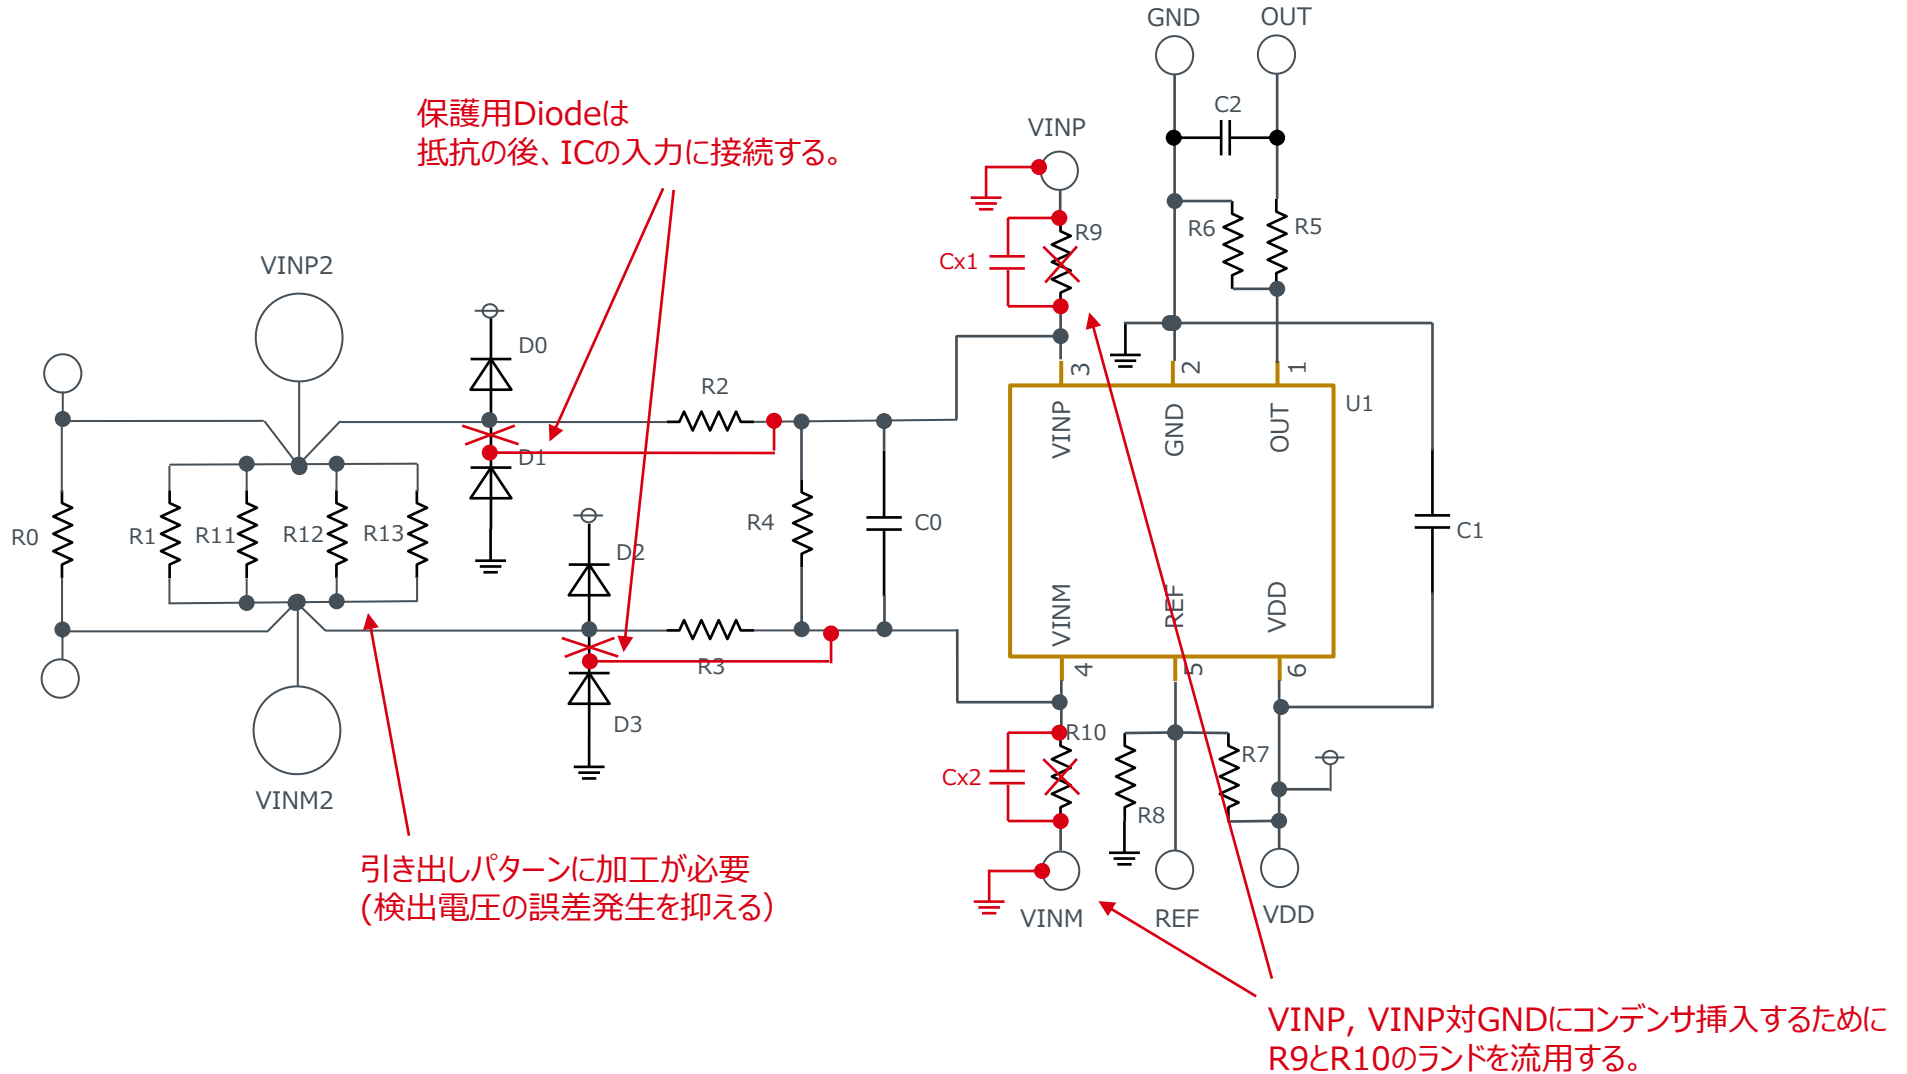 GND
OUT
C2
保護用Diodeは
抵抗の後、ICの入力に接続する。
VINP
R9
R6
R5
Cx1
VINP2
D0
R2
3
2
1
U1
VINP
GND
OUT
D1
R0
R1
R11
R12
R13
R4
C0
C1
D2
VINM
REF
VDD
R3
4
5
6
D3
R10
R7
Cx2
R8
VINM2
引き出しパターンに加工が必要
(検出電圧の誤差発生を抑える)
VINM
REF
VDD
VINP, VINP対GNDにコンデンサ挿入するために
R9とR10のランドを流用する。